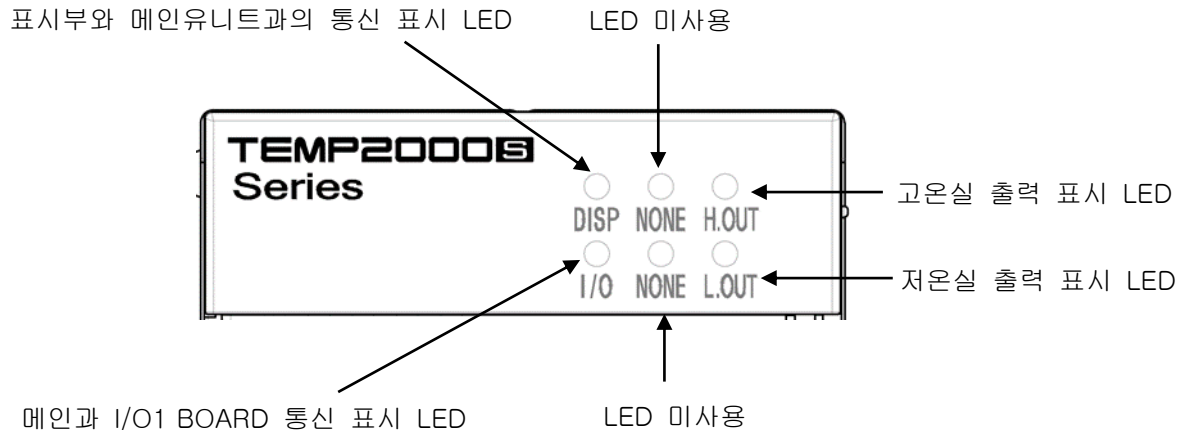 표시부와 메인유니트과의 통신 표시 LED
LED 미사용
TEMP2000S
Series
DISP NONE H.OUT
고온실 출력 표시 LED
I/O NONE L.OUT
저온실 출력 표시 LED
메인과 I/O1 BOARD 통신 표시 LED
LED 미사용